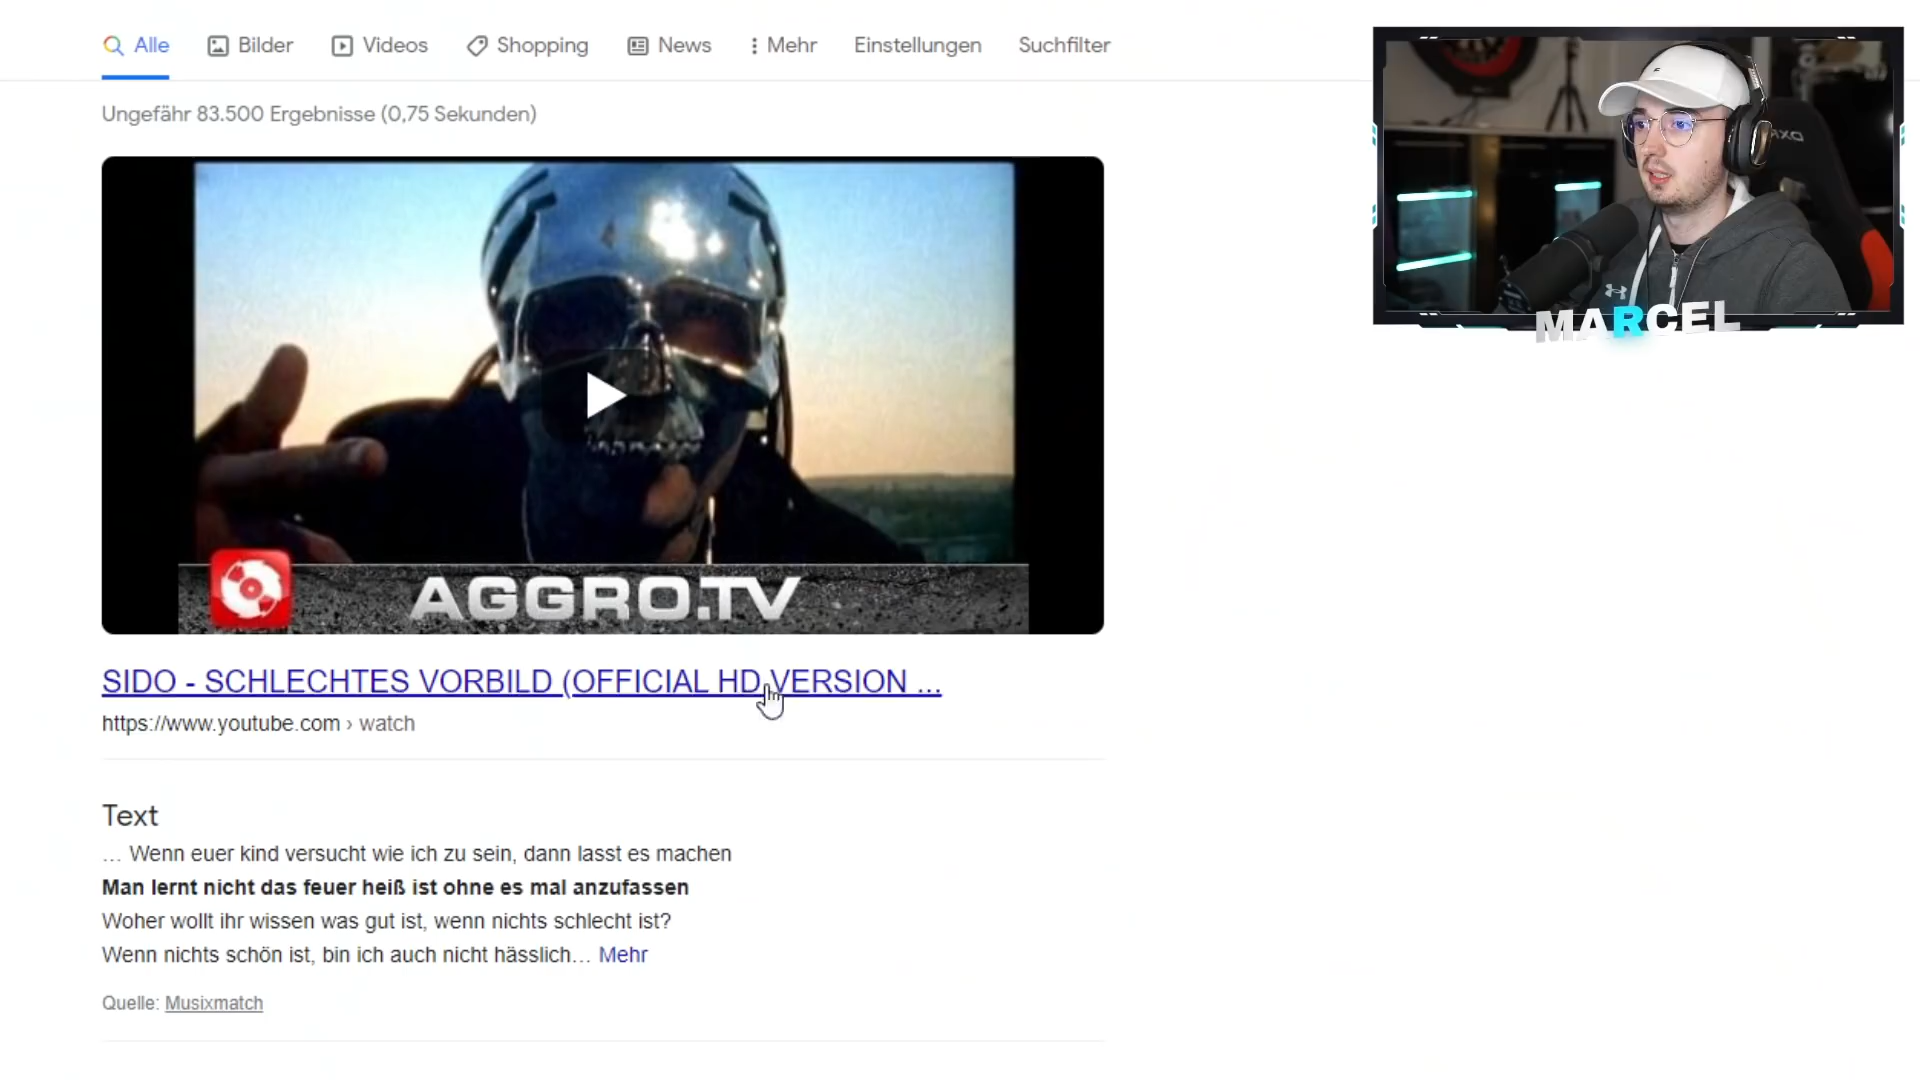 Alle Bilder Videos Shopping News Mehr Einstellungen Suchfilter
Ungefähr 83.500 Ergebnisse (0,75 Sekunden)
AGGRO.TV
SIDO - SCHLECHTES VORBILD (OFFICIAL HD VERSION ...
https://www.youtube.com › watch
Text
... Wenn euer kind versucht wie ich zu sein, dann lasst es machen
Man lernt nicht das feuer heiß ist ohne es mal anzufassen
Woher wollt ihr wissen was gut ist, wenn nichts schlecht ist?
Wenn nichts schön ist, bin ich auch nicht hässlich... Mehr
Quelle: Musixmatch
MARCEL